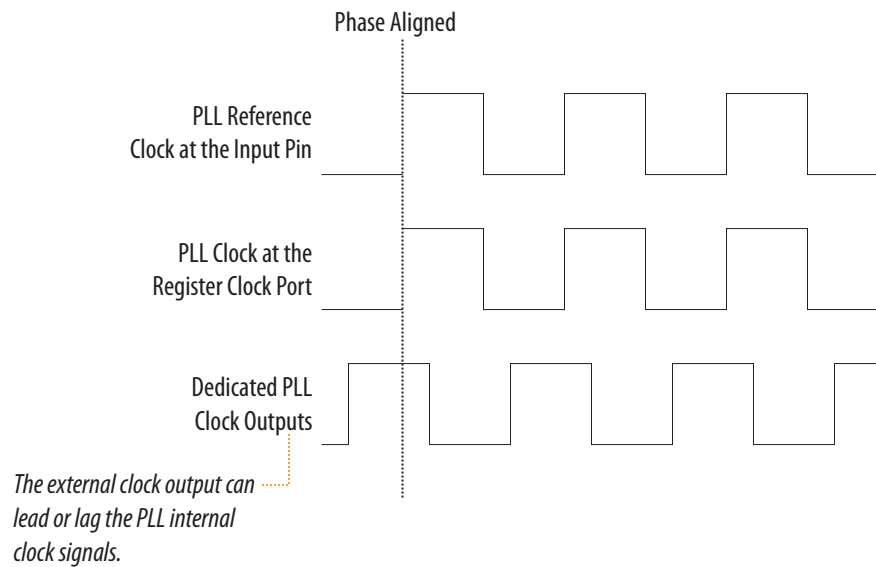 Phase Aligned
PLL Reference
Clock at the Input Pin
PLL Clock at the
Register Clock Port
Dedicated PLL
Clock Outputs
The external clock output can
lead or lag the PLL internal
clock signals.